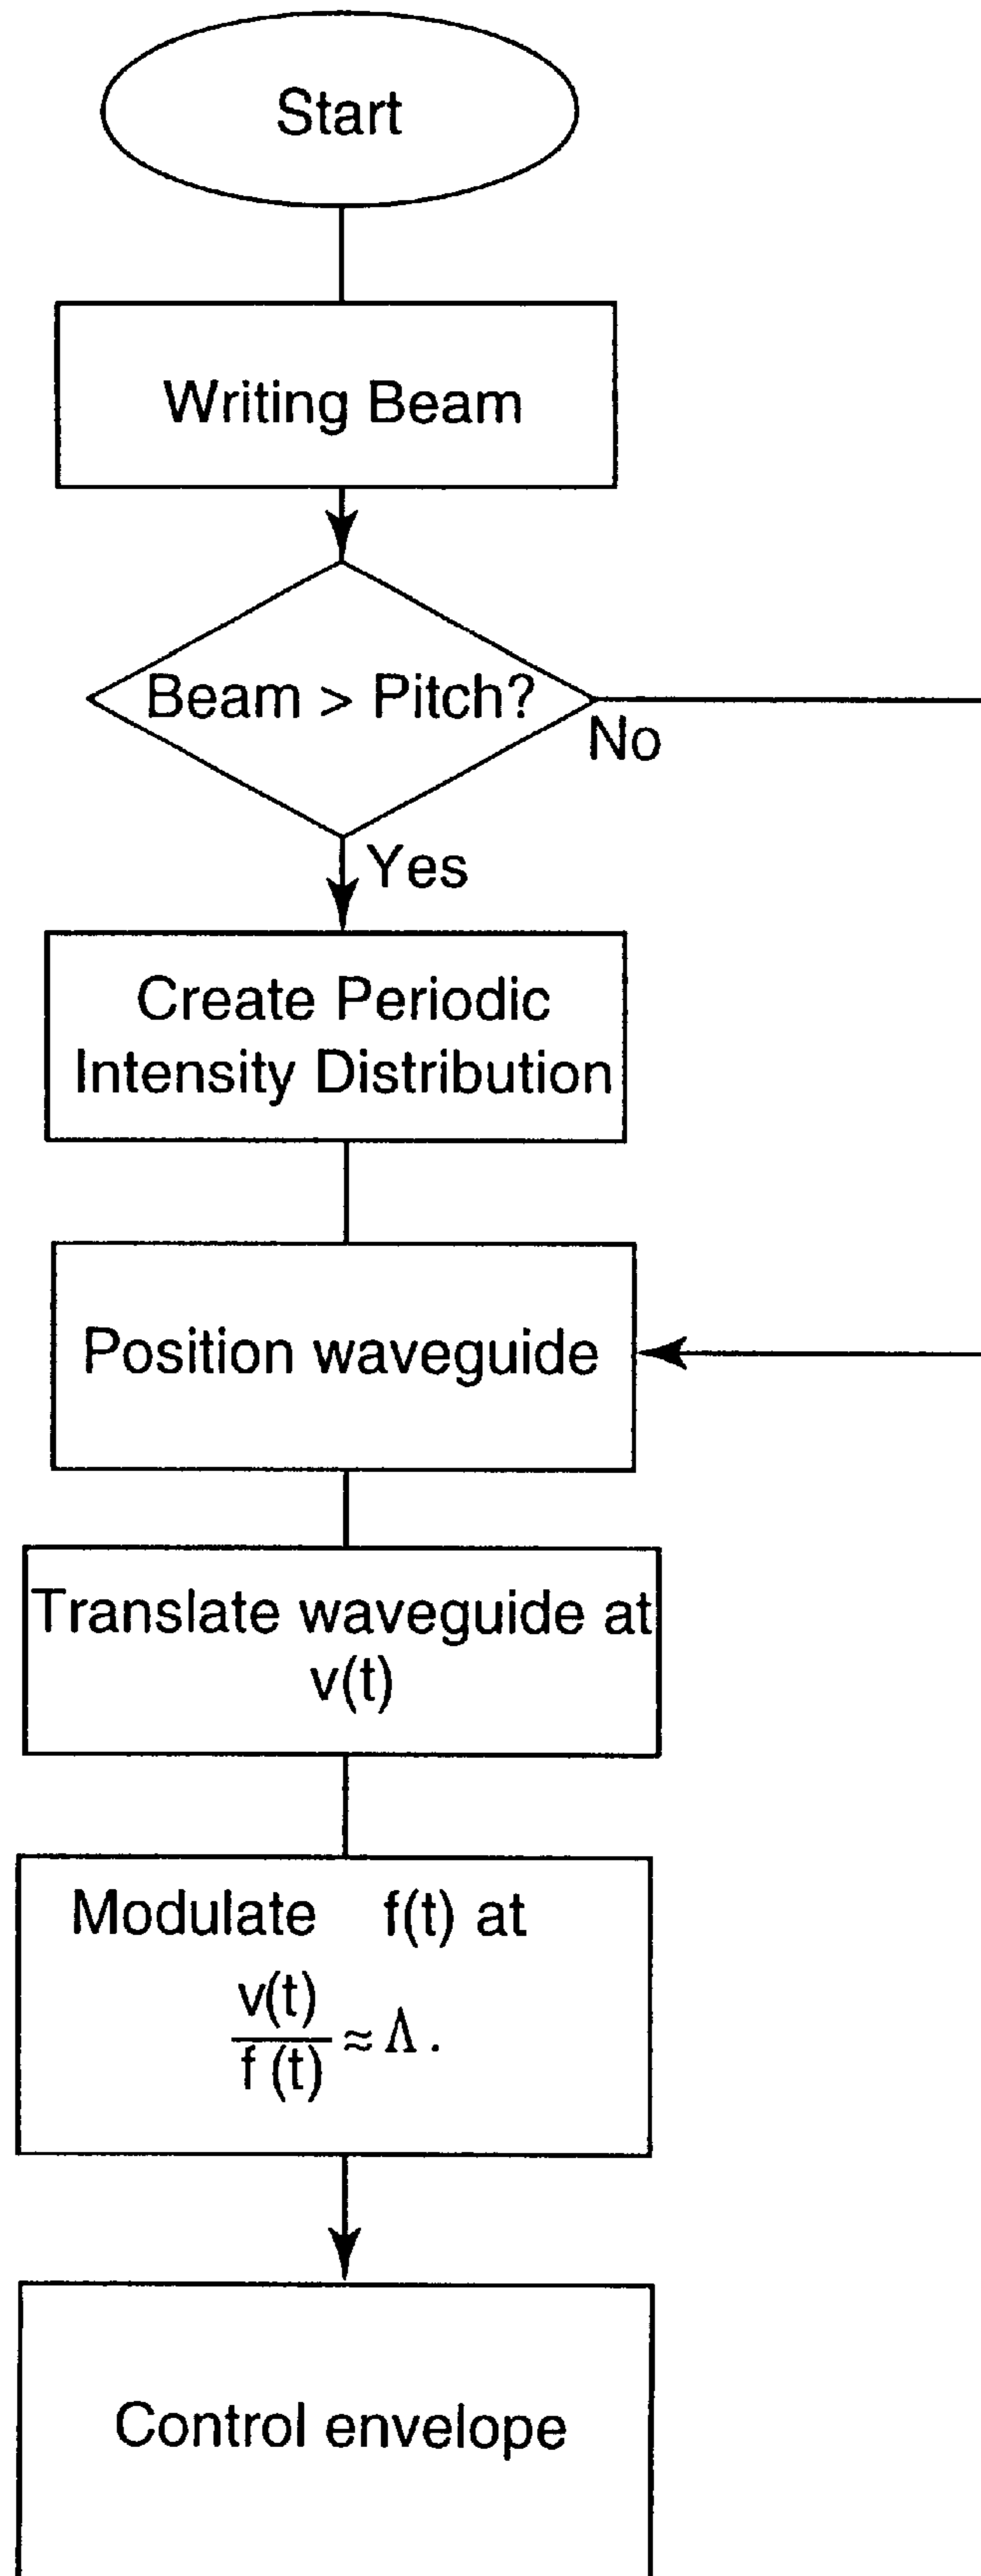 Start
Writing Beam
Beam > Pitch?
No
Yes
Create Periodic
Intensity Distribution
Position waveguide
Translate waveguide at
v(t)
Modulate f(t) at
v(t)
f (t)
≈ Λ .
Control envelope